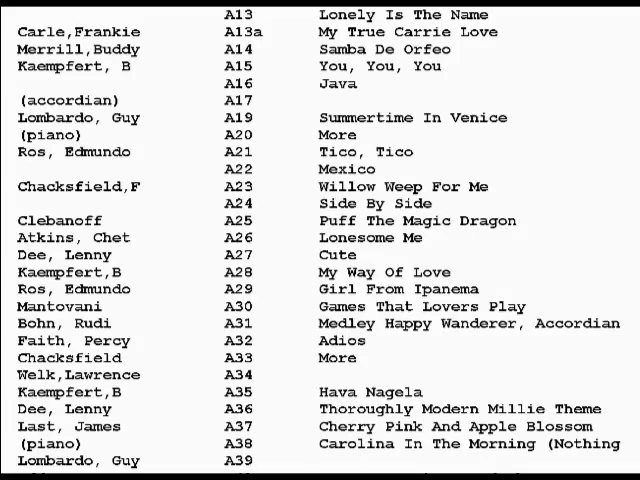 A13 Lonely Is The Name
Carle,Frankie A13a My True Carrie Love
Merrill,Buddy A14 Samba De Orfeo
Kaempfert, B A15 You, You, You
A16 Java
(accordian) A17
Lombardo, Guy A19 Summertime In Venice
(piano) A20 More
Ros, Edmundo A21 Tico, Tico
A22 Mexico
Chacksfield,F A23 Willow Weep For Me
A24 Side By Side
Clebanoff A25 Puff The Magic Dragon
Atkins, Chet A26 Lonesome Me
Dee, Lenny A27 Cute
Kaempfert,B A28 My Way Of Love
Ros, Edmundo A29 Girl From Ipanema
Mantovani A30 Games That Lovers Play
Bohn, Rudi A31 Medley Happy Wanderer, Accordian
Faith, Percy A32 Adios
Chacksfield A33 More
Welk,Lawrence A34
Kaempfert,B A35 Hava Nagela
Dee, Lenny A36 Thoroughly Modern Millie Theme
Last, James A37 Cherry Pink And Apple Blossom
(piano) A38 Carolina In The Morning (Nothing
Lombardo, Guy A39